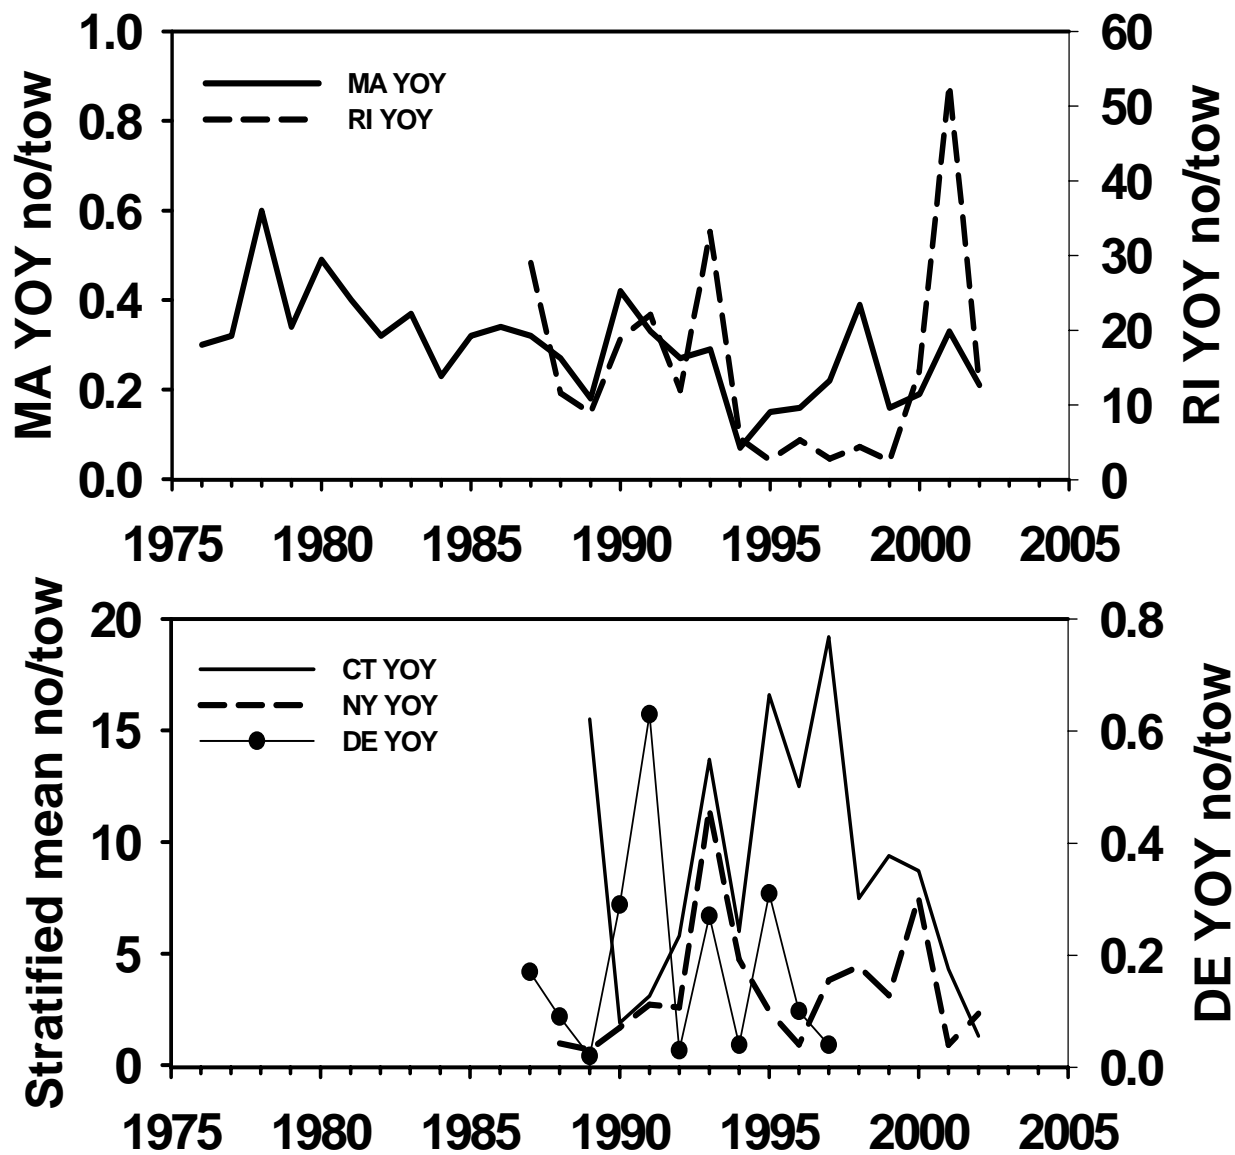 1.0
0.8
0.6
0.4
0.2
0.0
MA YOY no/tow
MA YOY
RI YOY
60
50
40
30
20
10
0
RI YOY no/tow
1975 1980 1985 1990 1995 2000 2005
20
15
10
5
0
Stratified mean no/tow
CT YOY
NY YOY
DE YOY
0.8
0.6
0.4
0.2
0.0
DE YOY no/tow
1975 1980 1985 1990 1995 2000 2005